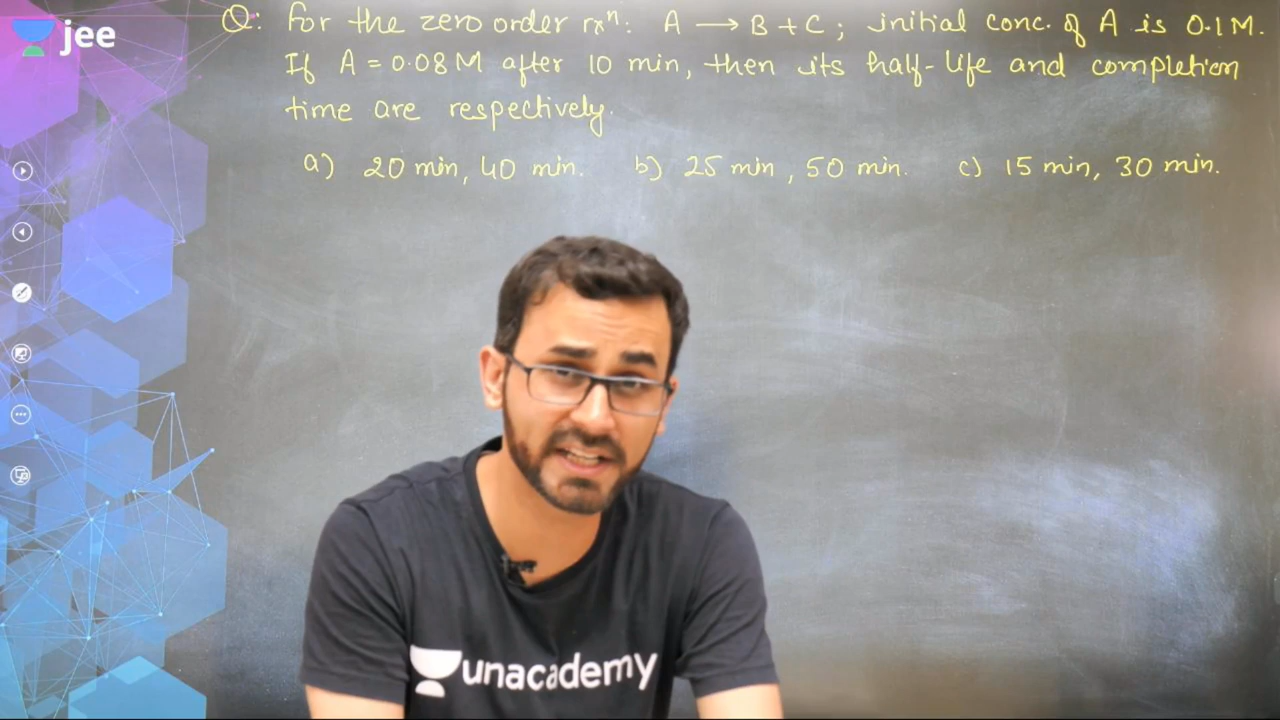 jee
Q: For the zero order rxⁿ: A → B + C ; initial conc. of A is 0.1 M.
If A = 0.08 M after 10 min, then its half-life and completion
time are respectively.
a) 20 min, 40 min. b) 25 min, 50 min. c) 15 min, 30 min.
unacademy